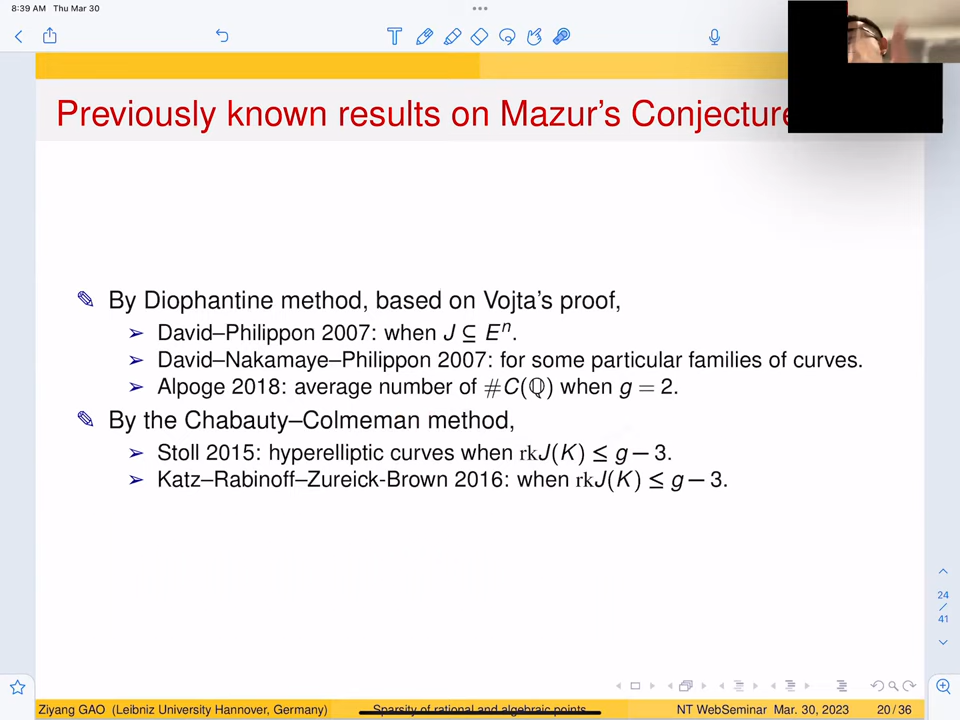 8:39 AM Thu Mar 30
Previously known results on Mazur's Conjecture
By Diophantine method, based on Vojta's proof,
David–Philippon 2007: when J ⊆ Eⁿ.
David–Nakamaye–Philippon 2007: for some particular families of curves.
Alpoge 2018: average number of #C(ℚ) when g = 2.
By the Chabauty–Colmeman method,
Stoll 2015: hyperelliptic curves when rkJ(K) ≤ g − 3.
Katz–Rabinoff–Zureick-Brown 2016: when rkJ(K) ≤ g − 3.
24
/
41
Ziyang GAO (Leibniz University Hannover, Germany) Sparsity of rational and algebraic points NT WebSeminar Mar. 30, 2023 20/36